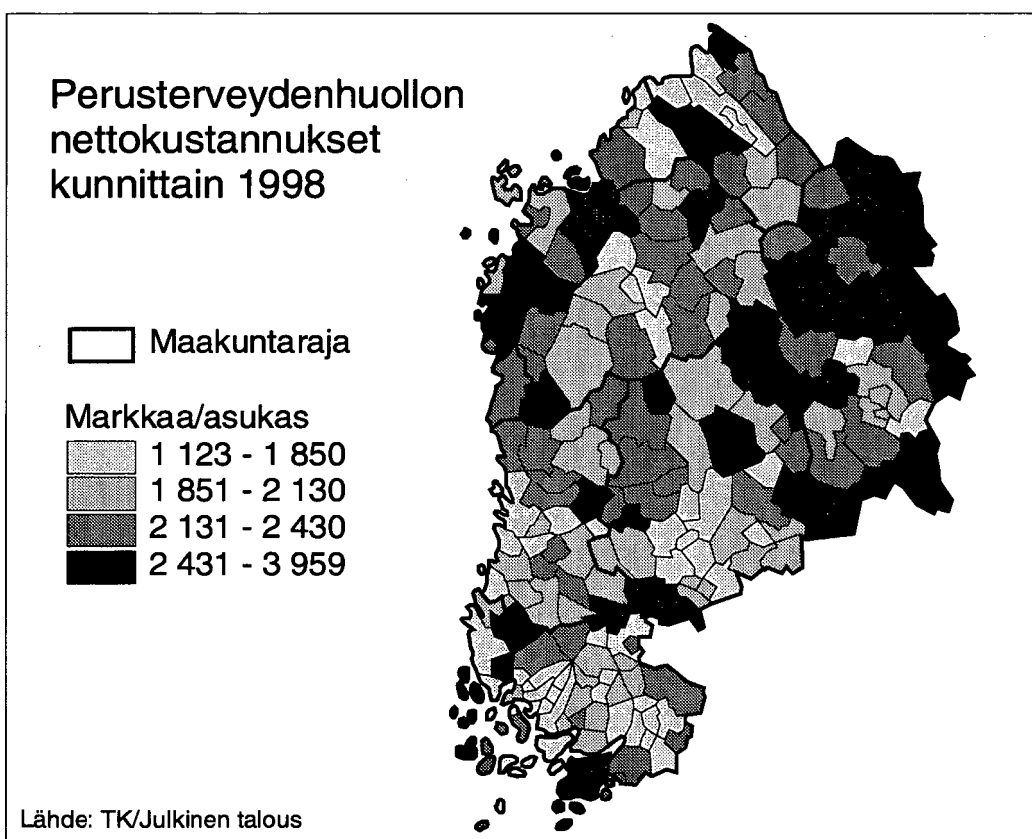 Perusterveydenhuollon
nettokustannukset
kunnittain 1998
Maakuntaraja
Markkaa/asukas
1 123 - 1 850
1 851 - 2 130
2 131 - 2 430
2 431 - 3 959
Lähde: TK/Julkinen talous